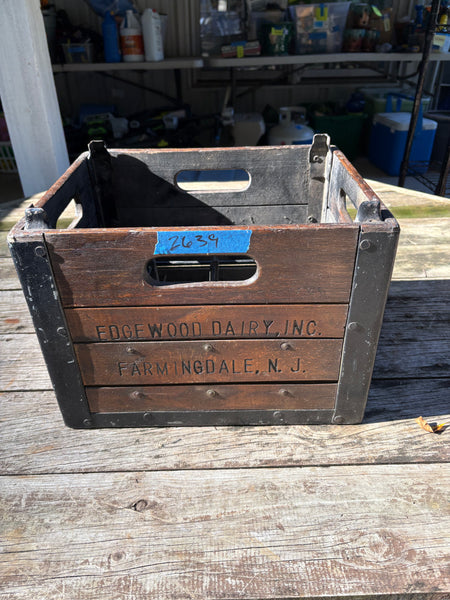 2639
EDGEWOOD DAIRY, INC.
FARMINGDALE, N. J.